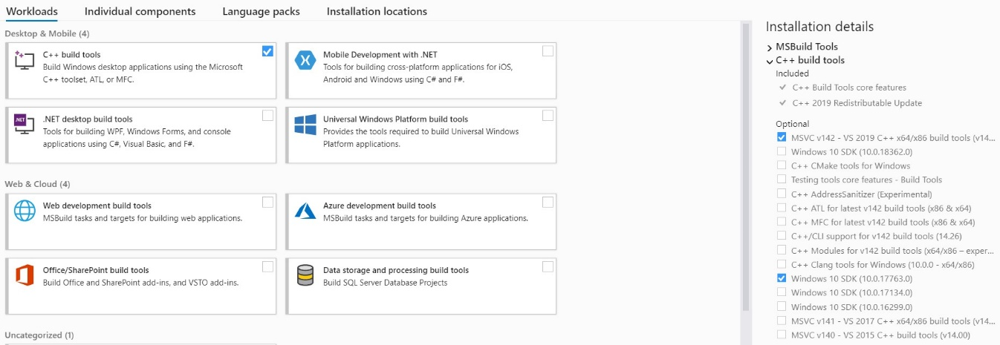 Workloads
Individual components
Language packs
Installation locations
Desktop & Mobile (4)
C++ build tools
Build Windows desktop applications using the Microsoft
C++ toolset, ATL, or MFC.
Mobile Development with .NET
Tools for building cross-platform applications for iOS,
Android and Windows using C# and F#.
.NET
.NET desktop build tools
Tools for building WPF, Windows Forms, and console
applications using C#, Visual Basic, and F#.
Universal Windows Platform build tools
Provides the tools required to build Universal Windows
Platform applications.
Web & Cloud (4)
Web development build tools
MSBuild tasks and targets for building web applications.
Azure development build tools
MSBuild tasks and targets for building Azure applications.
Office/SharePoint build tools
Build Office and SharePoint add-ins, and VSTO add-ins.
Data storage and processing build tools
Build SQL Server Database Projects
Uncategorized (1)
Installation details
MSBuild Tools
C++ build tools
Included
C++ Build Tools core features
C++ 2019 Redistributable Update
Optional
MSVC v142 - VS 2019 C++ x64/x86 build tools (v14...
Windows 10 SDK (10.0.18362.0)
C++ CMake tools for Windows
Testing tools core features - Build Tools
C++ AddressSanitizer (Experimental)
C++ ATL for latest v142 build tools (x86 & x64)
C++ MFC for latest v142 build tools (x86 & x64)
C++/CLI support for v142 build tools (14.26)
C++ Modules for v142 build tools (x64/x86 – exper...
C++ Clang tools for Windows (10.0.0 - x64/x86)
Windows 10 SDK (10.0.17763.0)
Windows 10 SDK (10.0.17134.0)
Windows 10 SDK (10.0.16299.0)
MSVC v141 - VS 2017 C++ x64/x86 build tools (v14...
MSVC v140 - VS 2015 C++ build tools (v14.00)